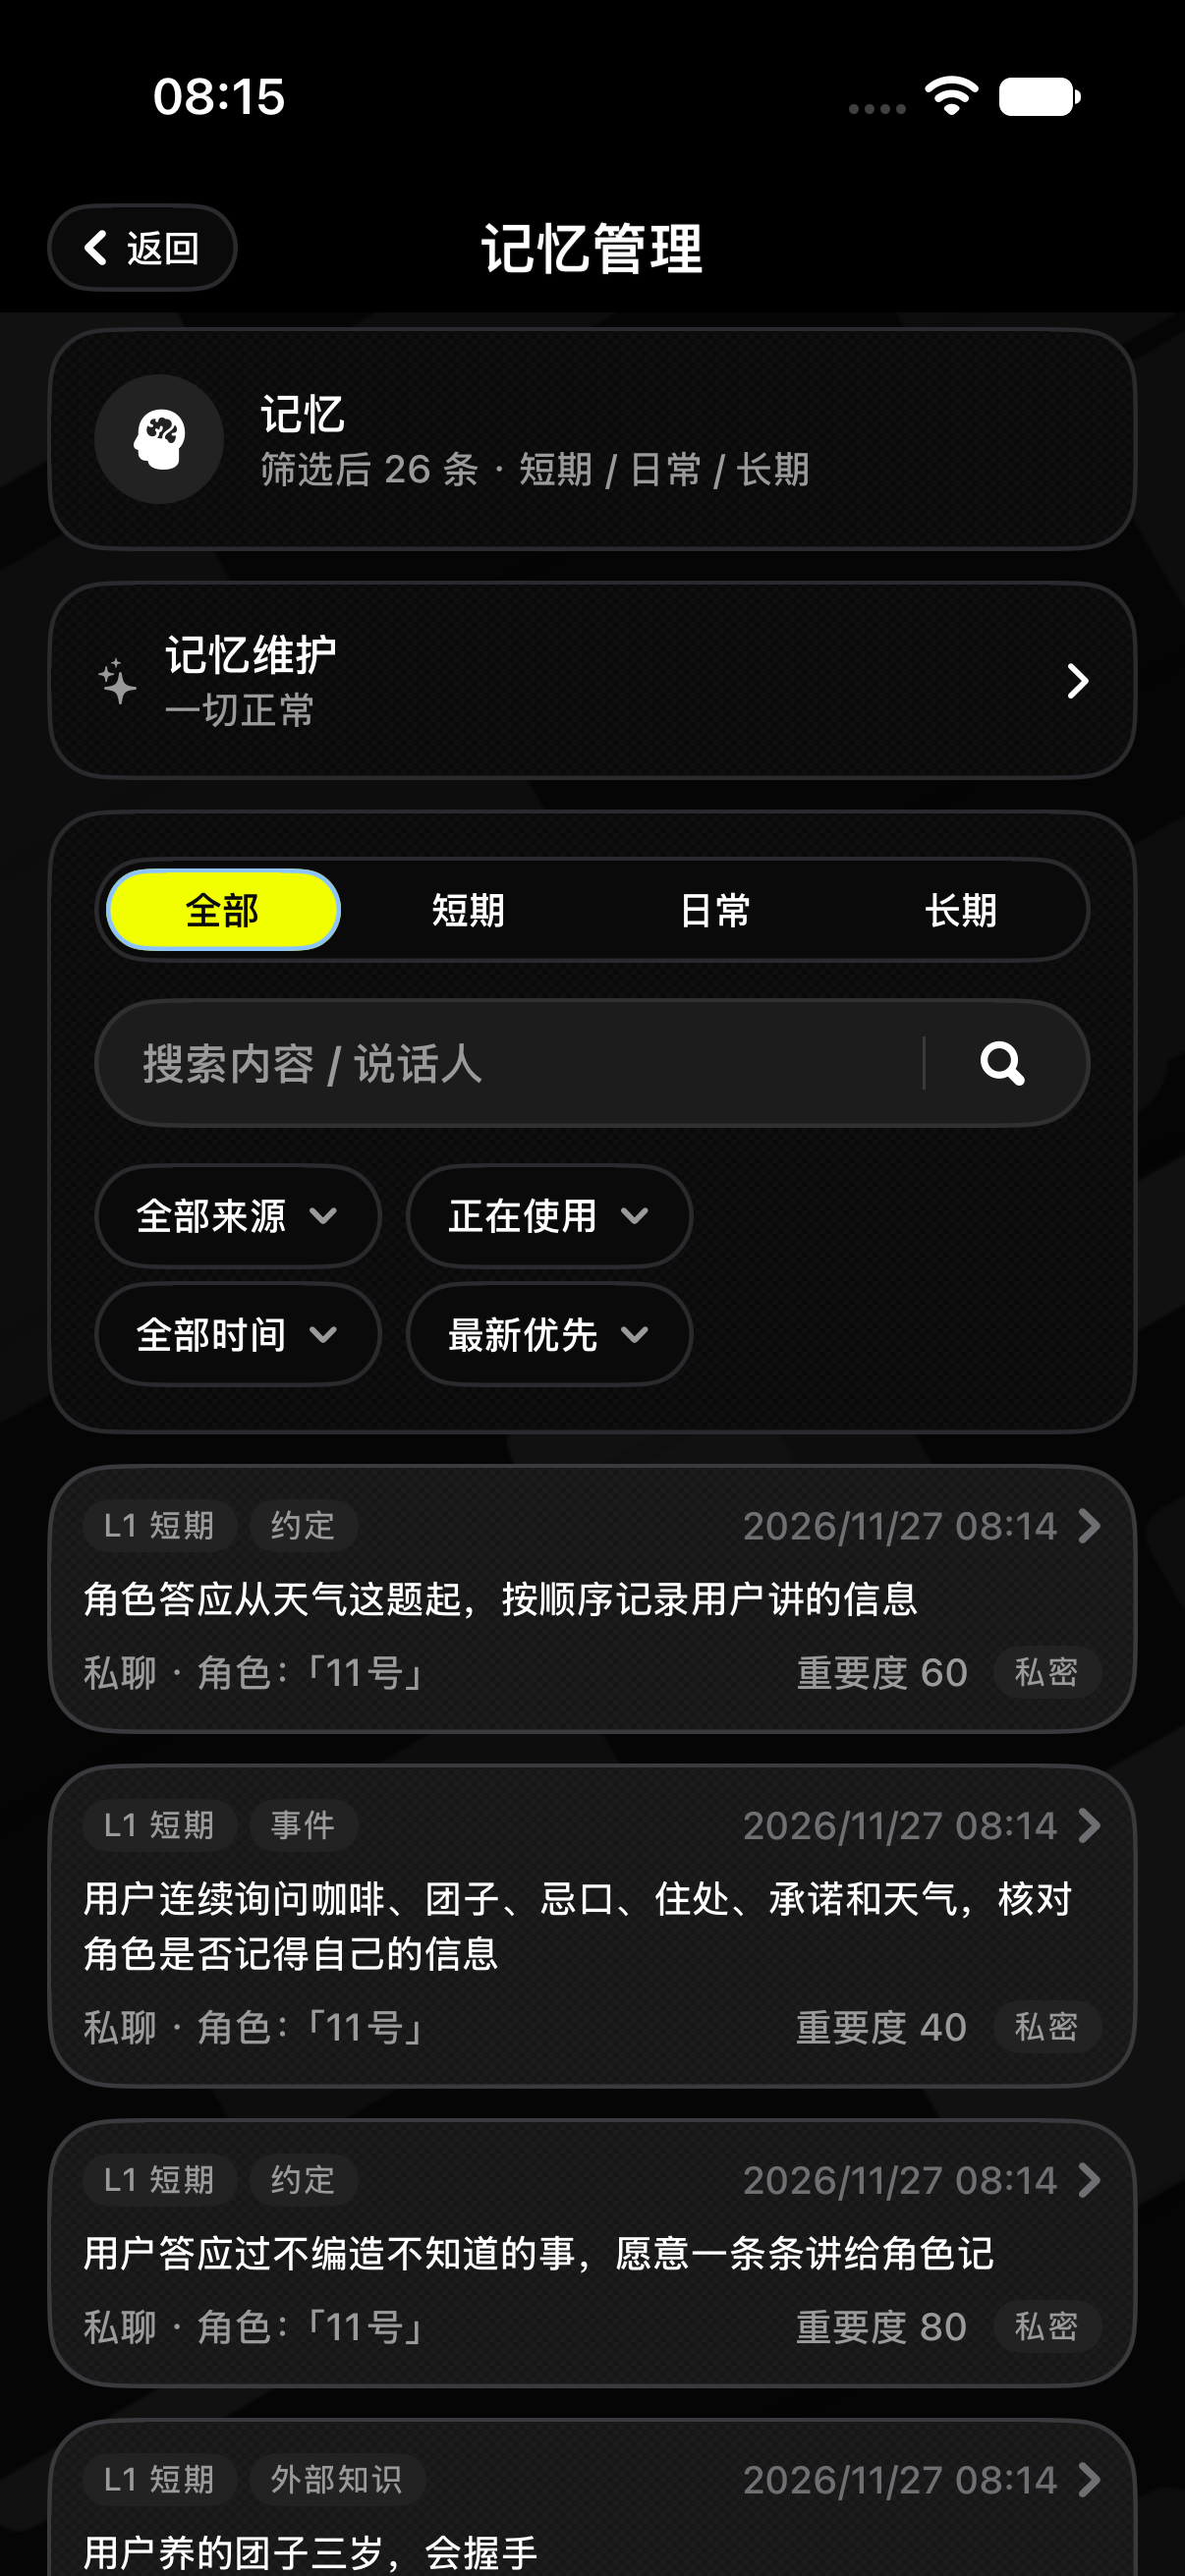 08:15
返回
记忆管理
记忆
筛选后 26 条 · 短期 / 日常 / 长期
记忆维护
一切正常
全部 短期 日常 长期
搜索内容 / 说话人
全部来源 正在使用
全部时间 最新优先
L1 短期 约定 2026/11/27 08:14
角色答应从天气这题起，按顺序记录用户讲的信息
私聊 · 角色：「11号」 重要度 60 私密
L1 短期 事件 2026/11/27 08:14
用户连续询问咖啡、团子、忌口、住处、承诺和天气，核对
角色是否记得自己的信息
私聊 · 角色：「11号」 重要度 40 私密
L1 短期 约定 2026/11/27 08:14
用户答应过不编造不知道的事，愿意一条条讲给角色记
私聊 · 角色：「11号」 重要度 80 私密
L1 短期 外部知识 2026/11/27 08:14
用户养的团子三岁，会握手